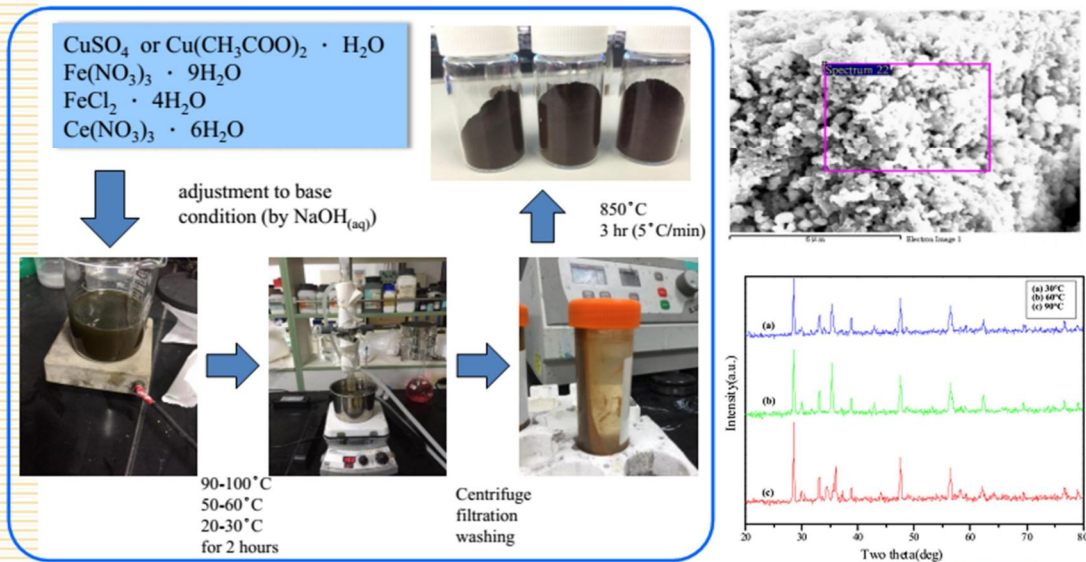 CuSO₄ or Cu(CH₃COO)₂ · H₂O
Fe(NO₃)₃ · 9H₂O
FeCl₂ · 4H₂O
Ce(NO₃)₃ · 6H₂O
adjustment to base
condition (by NaOH₍aq₎)
90-100˚C
50-60˚C
20-30˚C
for 2 hours
Centrifuge
filtration
washing
850˚C
3 hr (5˚C/min)
Spectrum 22
Electron Image 1
(a) 30°C
(b) 60°C
(c) 90°C
(a)
(b)
(c)
Intensity(a.u.)
20 30 40 50 60 70 80
Two theta(deg)